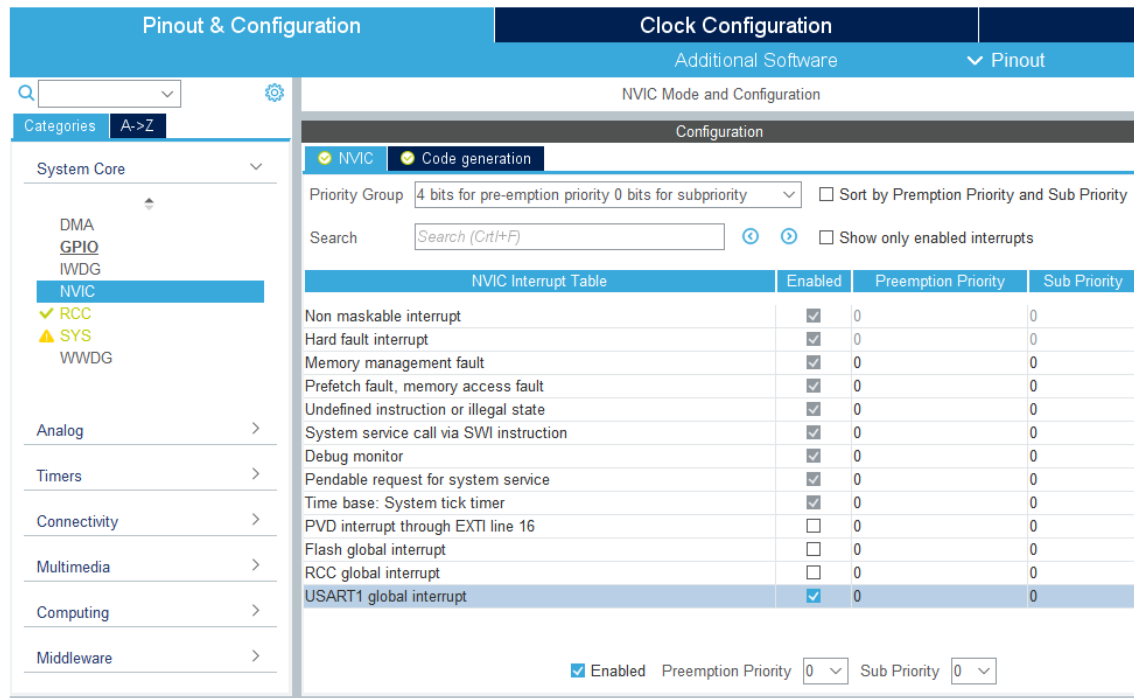 Pinout & Configuration
Clock Configuration
Additional Software
Pinout
NVIC Mode and Configuration
Categories
A->Z
System Core
DMA
GPIO
IWDG
NVIC
RCC
SYS
WWDG
Analog
Timers
Connectivity
Multimedia
Computing
Middleware
Configuration
NVIC
Code generation
Priority Group 4 bits for pre-emption priority 0 bits for subpriority Sort by Premption Priority and Sub Priority
Search Search (Crtl+F) Show only enabled interrupts
NVIC Interrupt Table Enabled Preemption Priority Sub Priority
Non maskable interrupt 0 0
Hard fault interrupt 0 0
Memory management fault 0 0
Prefetch fault, memory access fault 0 0
Undefined instruction or illegal state 0 0
System service call via SWI instruction 0 0
Debug monitor 0 0
Pendable request for system service 0 0
Time base: System tick timer 0 0
PVD interrupt through EXTI line 16 0 0
Flash global interrupt 0 0
RCC global interrupt 0 0
USART1 global interrupt 0 0
Enabled Preemption Priority 0 Sub Priority 0